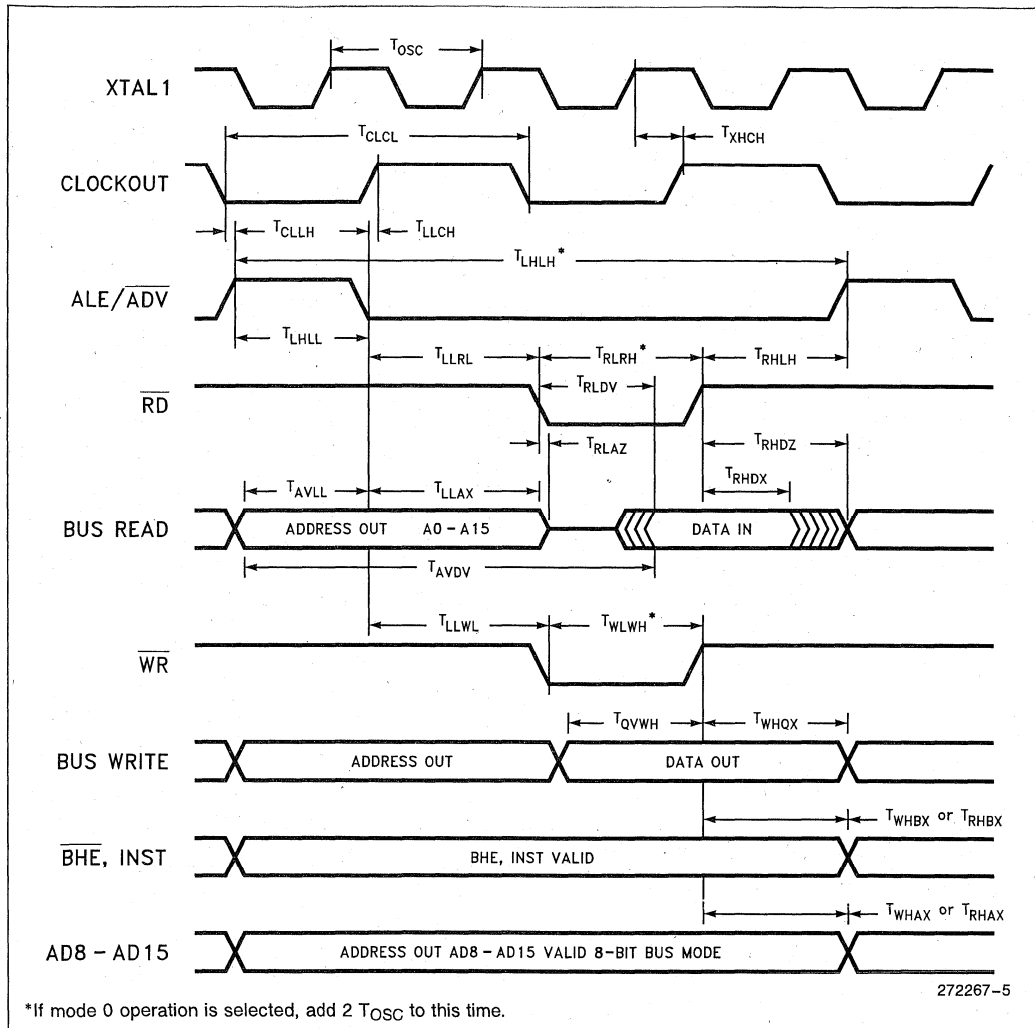 T_OSC
XTAL1
T_CLCL
T_XHCH
CLOCKOUT
T_CLLH
T_LLCH
T_LHLH*
ALE/ADV
T_LHLL
T_LLRL
T_RLRH*
T_RHLH
RD
T_RLDV
T_RLAZ
T_RHDZ
T_RHDX
T_AVLL
T_LLAX
BUS READ
ADDRESS OUT A0-A15
DATA IN
T_AVDV
T_LLWL
T_WLWH*
WR
T_QVWH
T_WHQX
BUS WRITE
ADDRESS OUT
DATA OUT
T_WHBX or T_RHBX
BHE, INST
BHE, INST VALID
T_WHAX or T_RHAX
AD8-AD15
ADDRESS OUT AD8-AD15 VALID 8-BIT BUS MODE
272267-5
*If mode 0 operation is selected, add 2 T_OSC to this time.